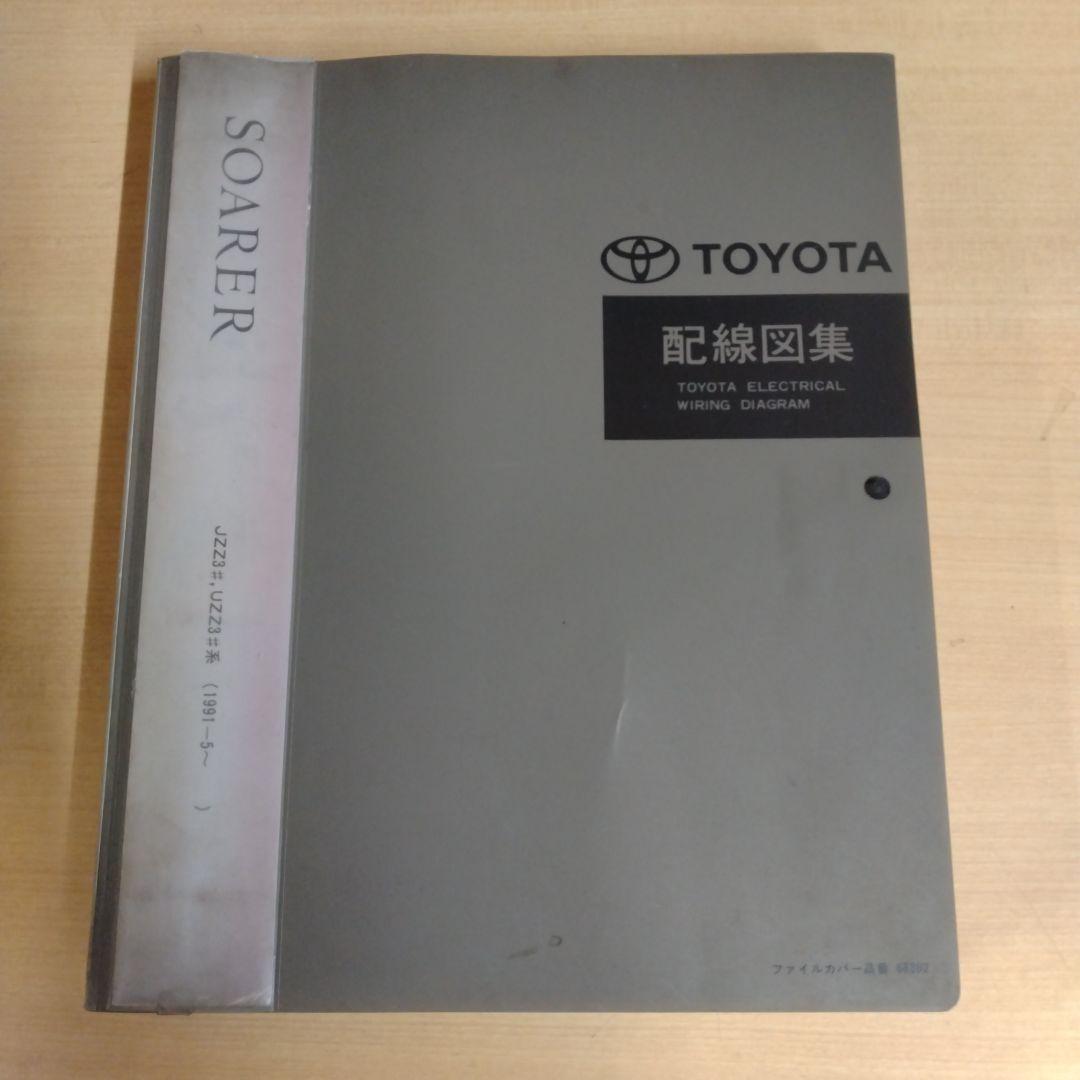 SOARER
JZZ3#,UZZ3#系 (1991-5~ )
TOYOTA
配線図集
TOYOTA ELECTRICAL
WIRING DIAGRAM
ファイルカバー品番